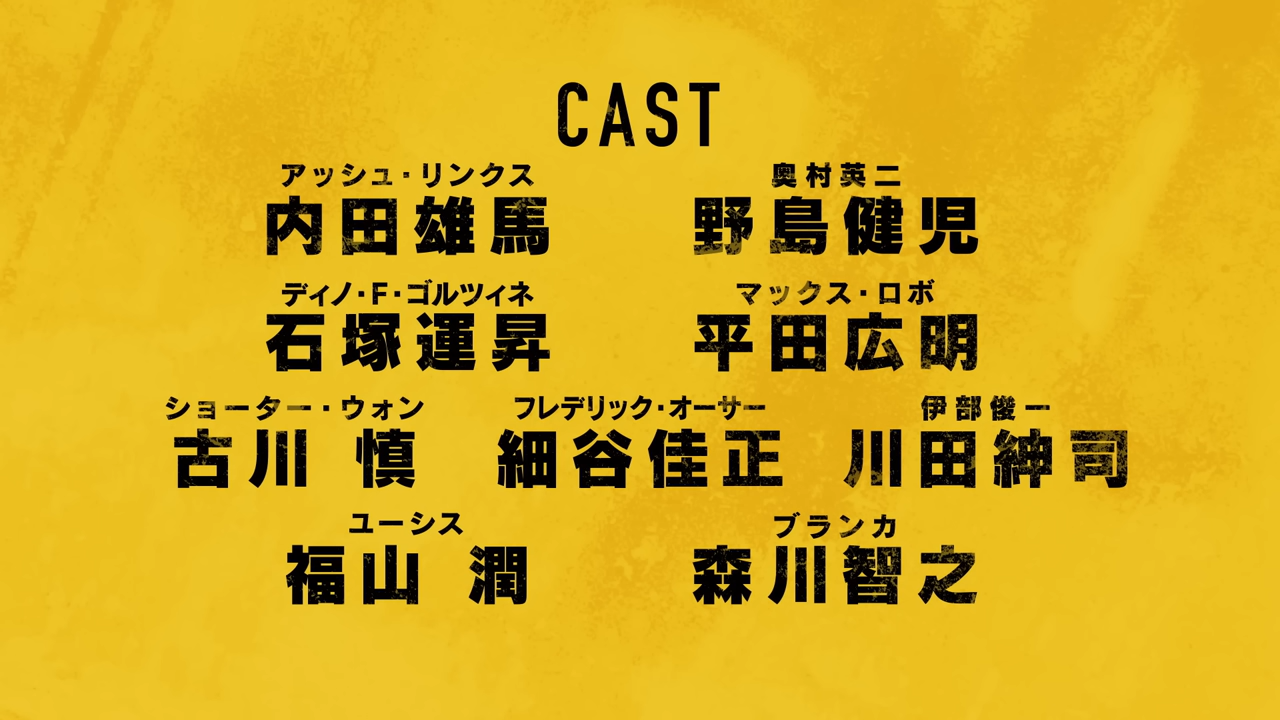 CAST
アッシュ・リンクス 奥村英二
内田雄馬 野島健児
ディノ・F・ゴルツィネ マックス・ロボ
石塚運昇 平田広明
ショーター・ウォン フレデリック・オーサー 伊部俊一
古川 慎 細谷佳正 川田紳司
ユーシス ブランカ
福山 潤 森川智之